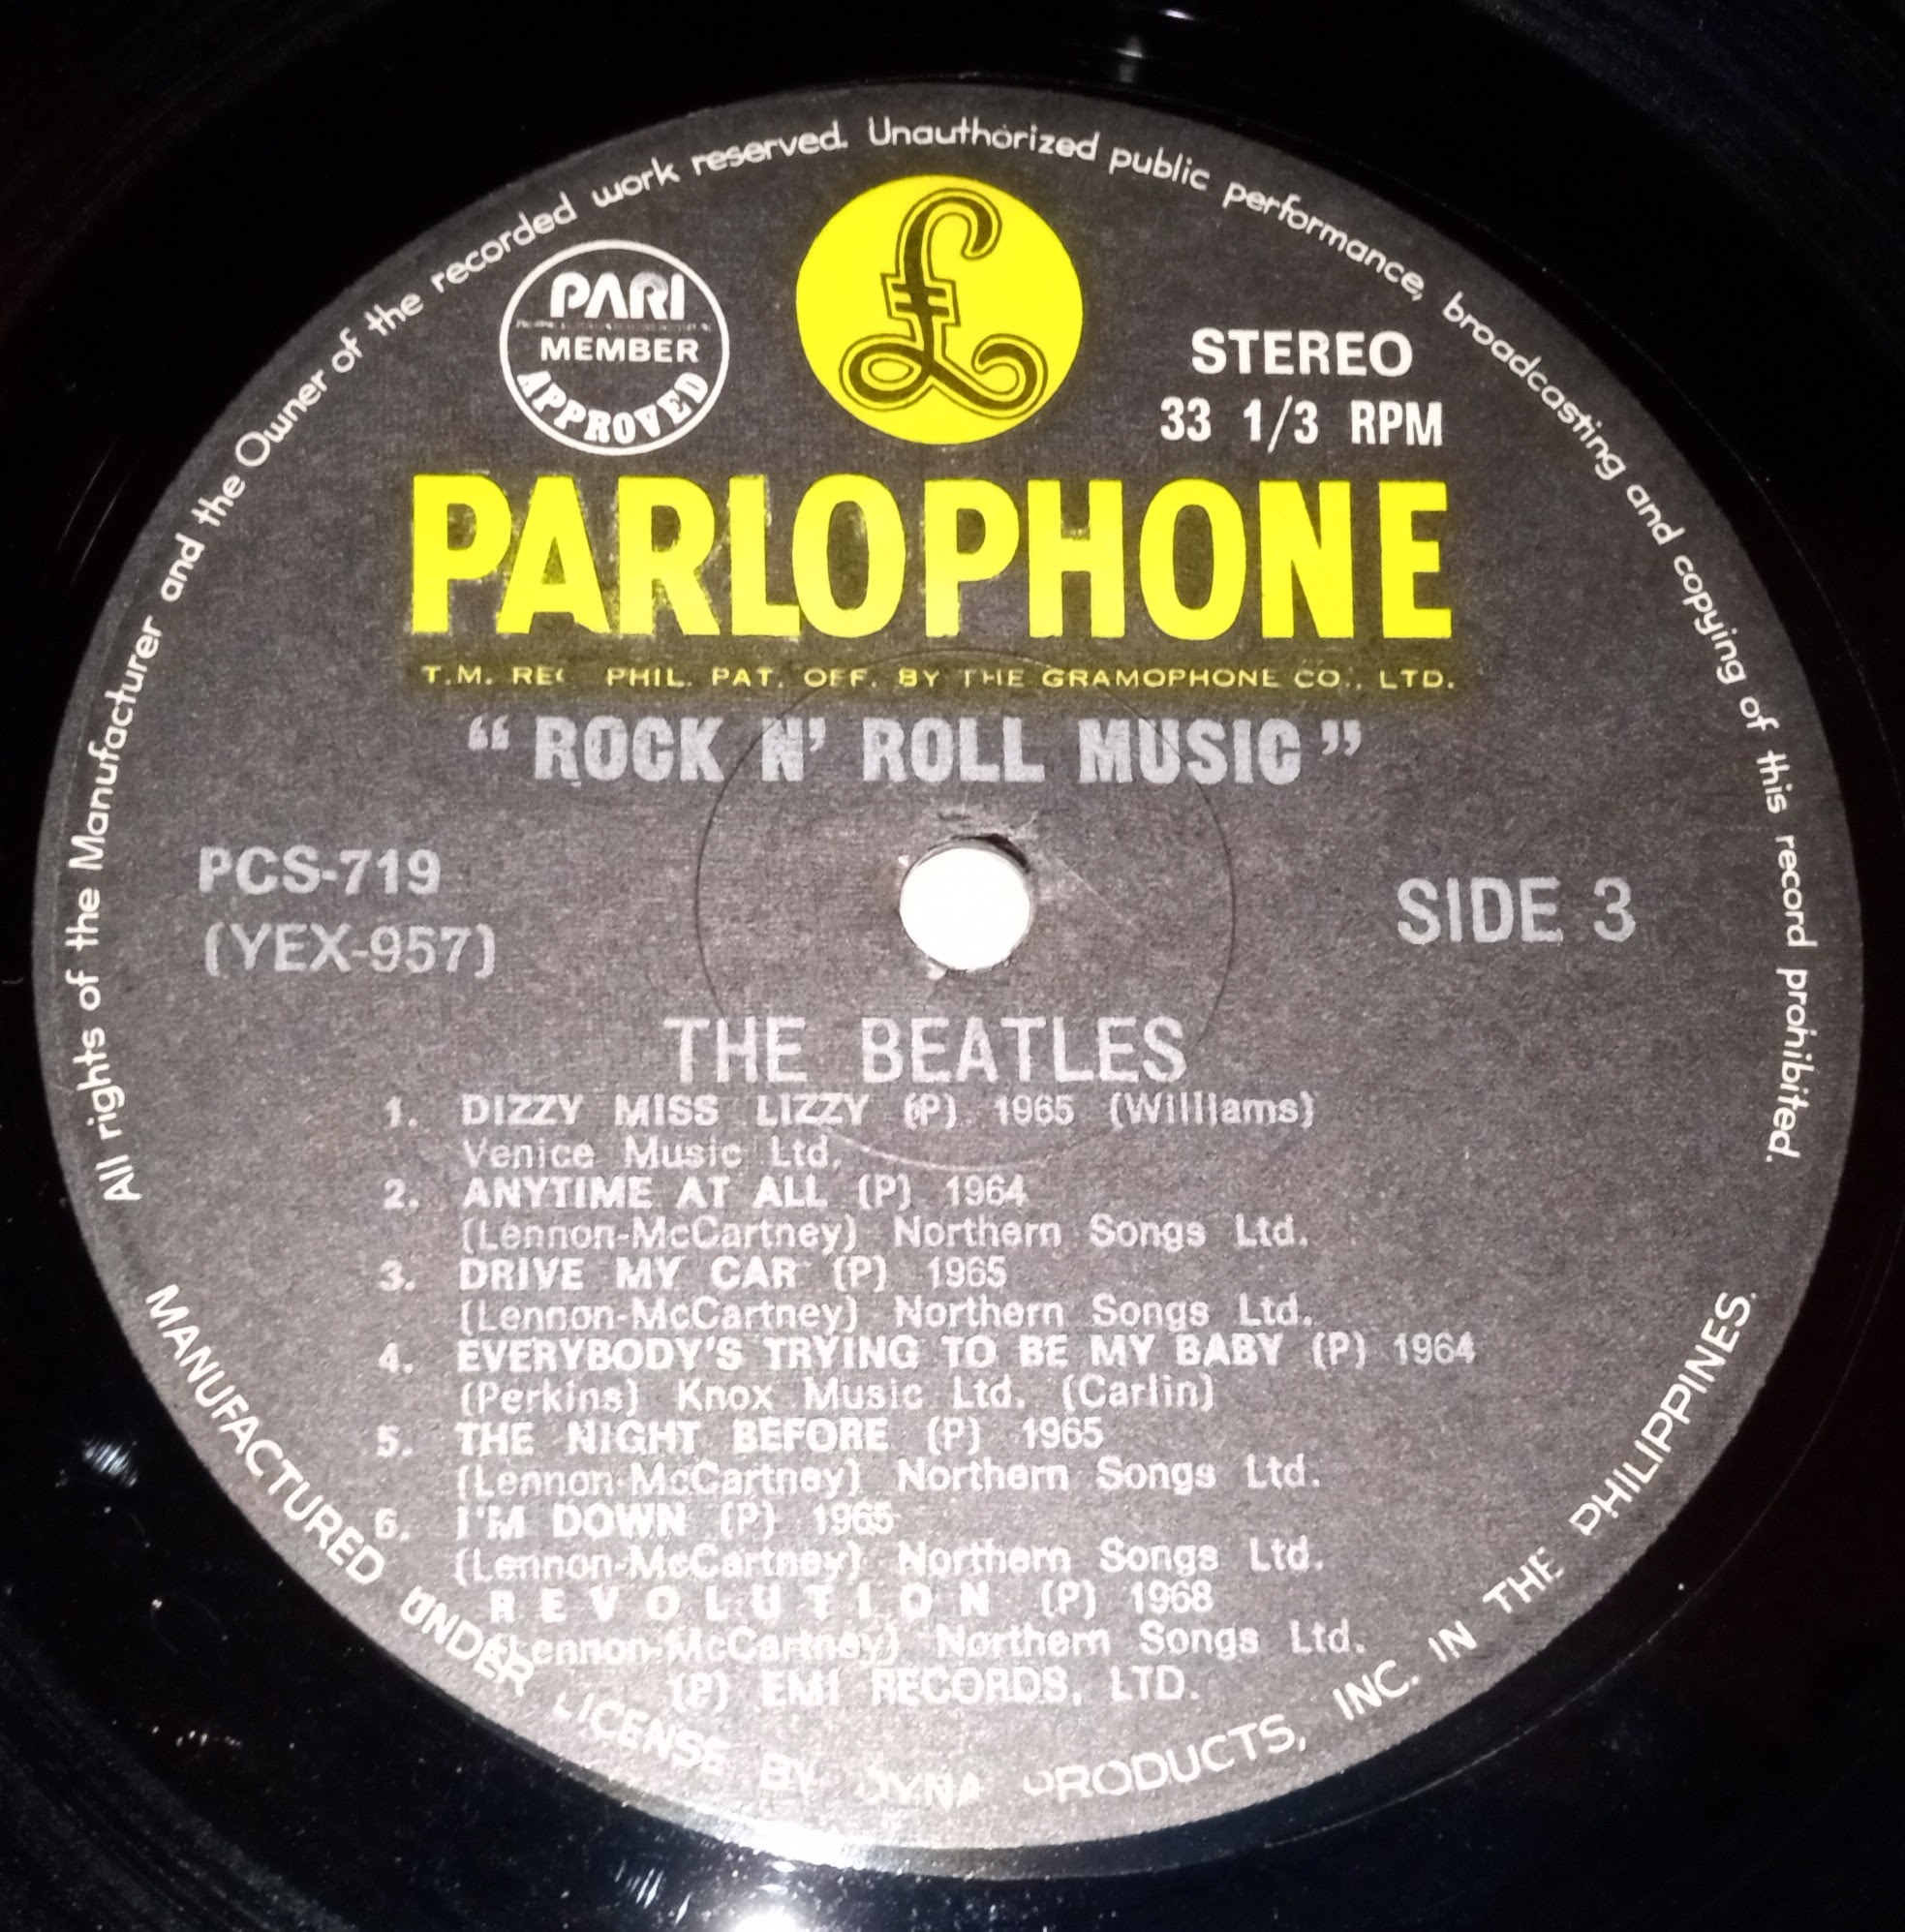 All rights of the Manufacturer and the Owner of the recorded work reserved. Unauthorized public performance, broadcasting and copying of this record prohibited.
PARI
MEMBER
APPROVED
£
STEREO
33 1/3 RPM
PARLOPHONE
T.M. REG PHIL. PAT. OFF. BY THE GRAMOPHONE CO., LTD.
“ROCK N’ ROLL MUSIC”
PCS-719
(YEX-957)
SIDE 3
THE BEATLES
1. DIZZY MISS LIZZY (P) 1965 (Williams)
Venice Music Ltd.
2. ANYTIME AT ALL (P) 1964
(Lennon-McCartney) Northern Songs Ltd.
3. DRIVE MY CAR (P) 1965
(Lennon-McCartney) Northern Songs Ltd.
4. EVERYBODY'S TRYING TO BE MY BABY (P) 1964
(Perkins) Knox Music Ltd. (Carlin)
5. THE NIGHT BEFORE (P) 1965
(Lennon-McCartney) Northern Songs Ltd.
6. I'M DOWN (P) 1965
(Lennon-McCartney) Northern Songs Ltd.
REVOLUTION (P) 1968
(Lennon-McCartney) Northern Songs Ltd.
(P) EMI RECORDS, LTD.
MANUFACTURED UNDER LICENSE BY DYNA PRODUCTS, INC. IN THE PHILIPPINES.